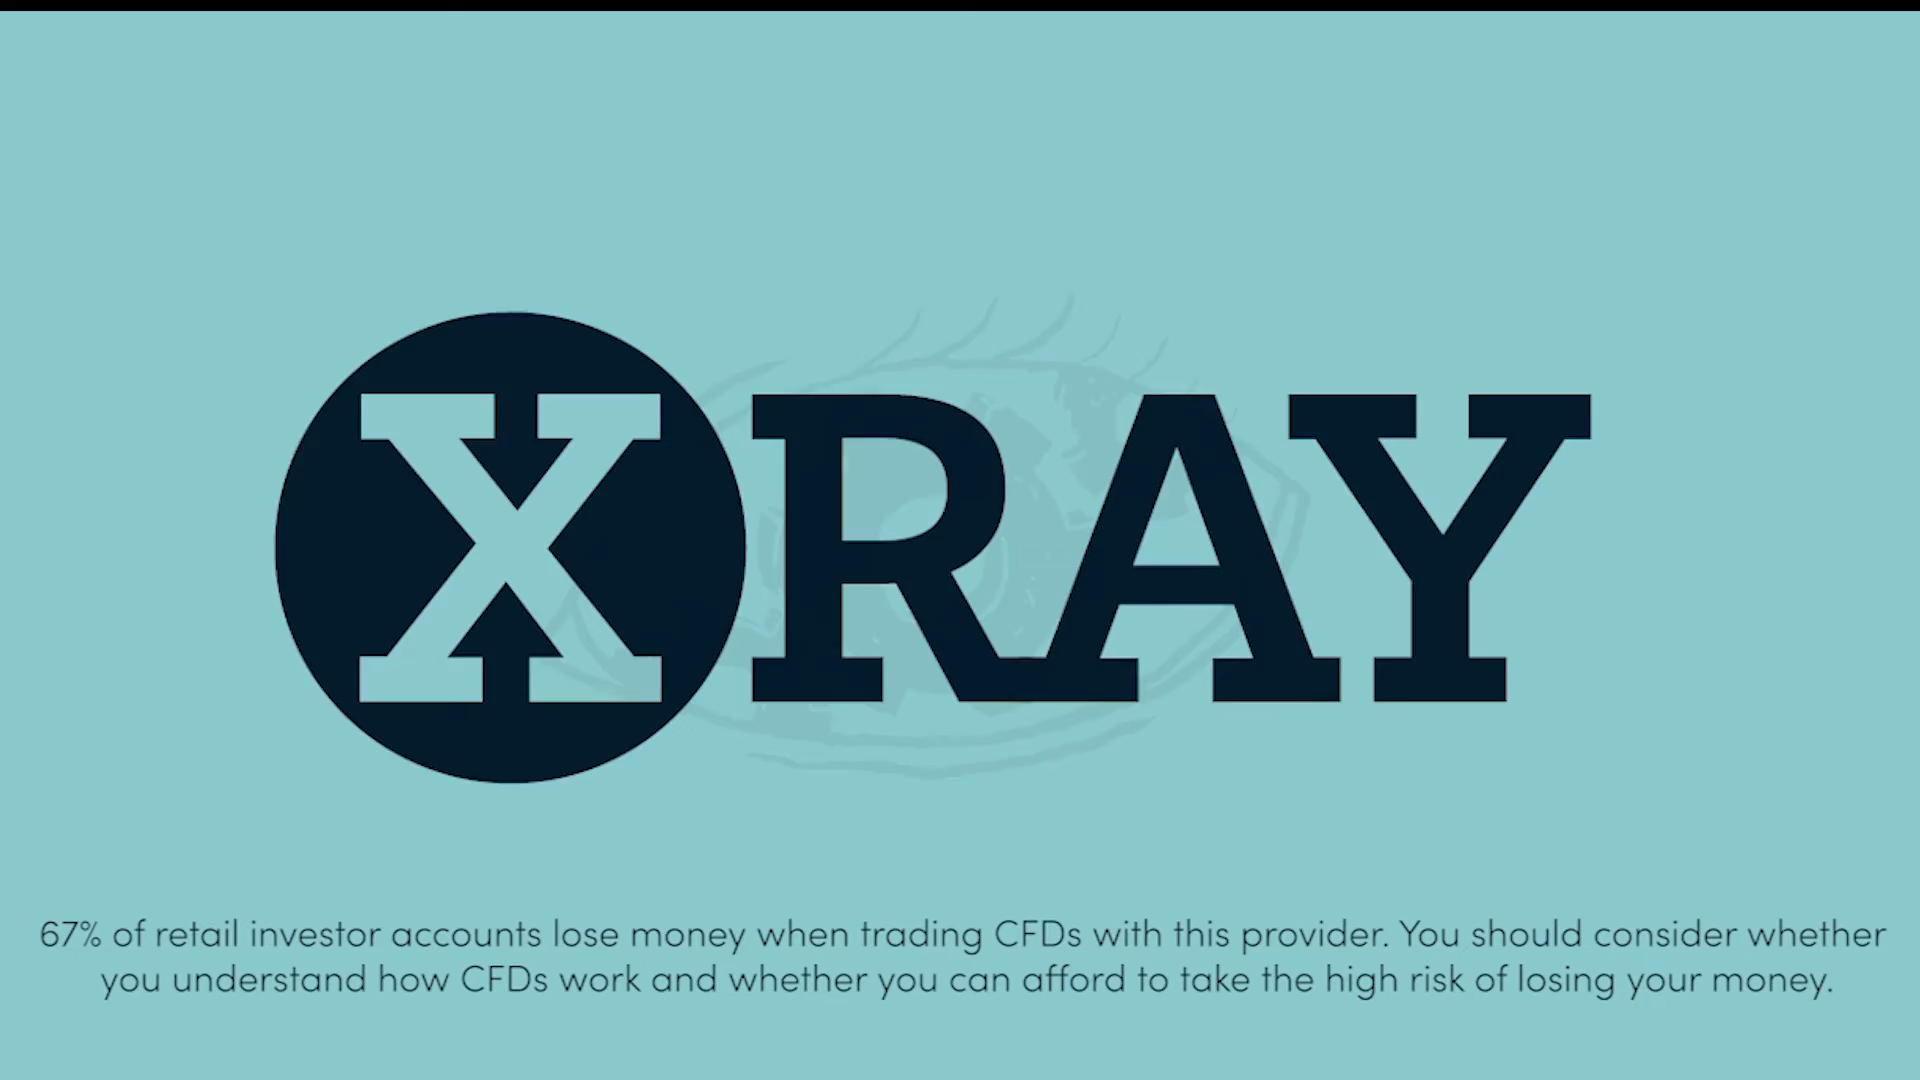 XRAY
67% of retail investor accounts lose money when trading CFDs with this provider. You should consider whether
you understand how CFDs work and whether you can afford to take the high risk of losing your money.